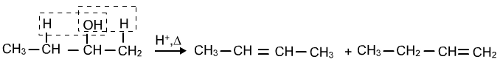 H OH H
CH₃—CH—CH—CH₂ H⁺,Δ CH₃—CH=CH—CH₃ + CH₃—CH₂—CH=CH₂